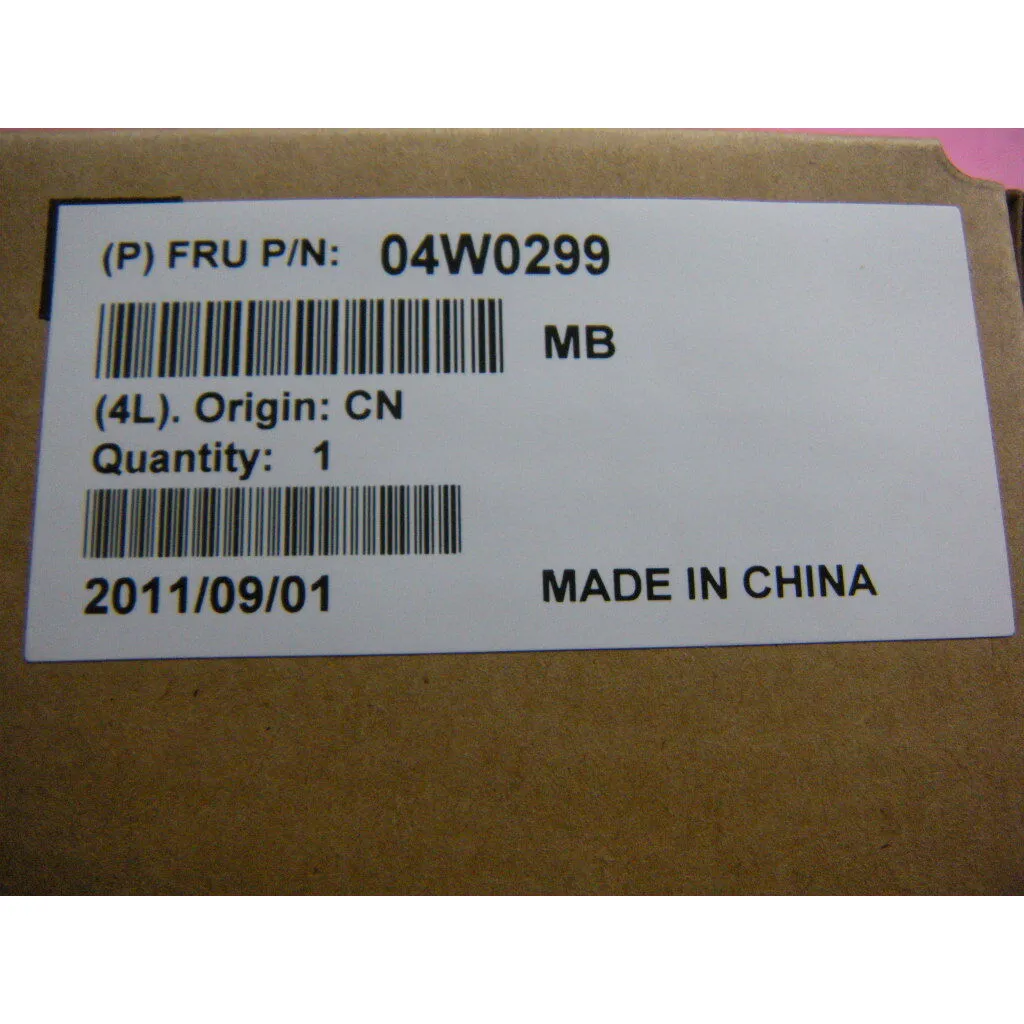 (P) FRU P/N: 04W0299
MB
(4L). Origin: CN
Quantity: 1
2011/09/01 MADE IN CHINA